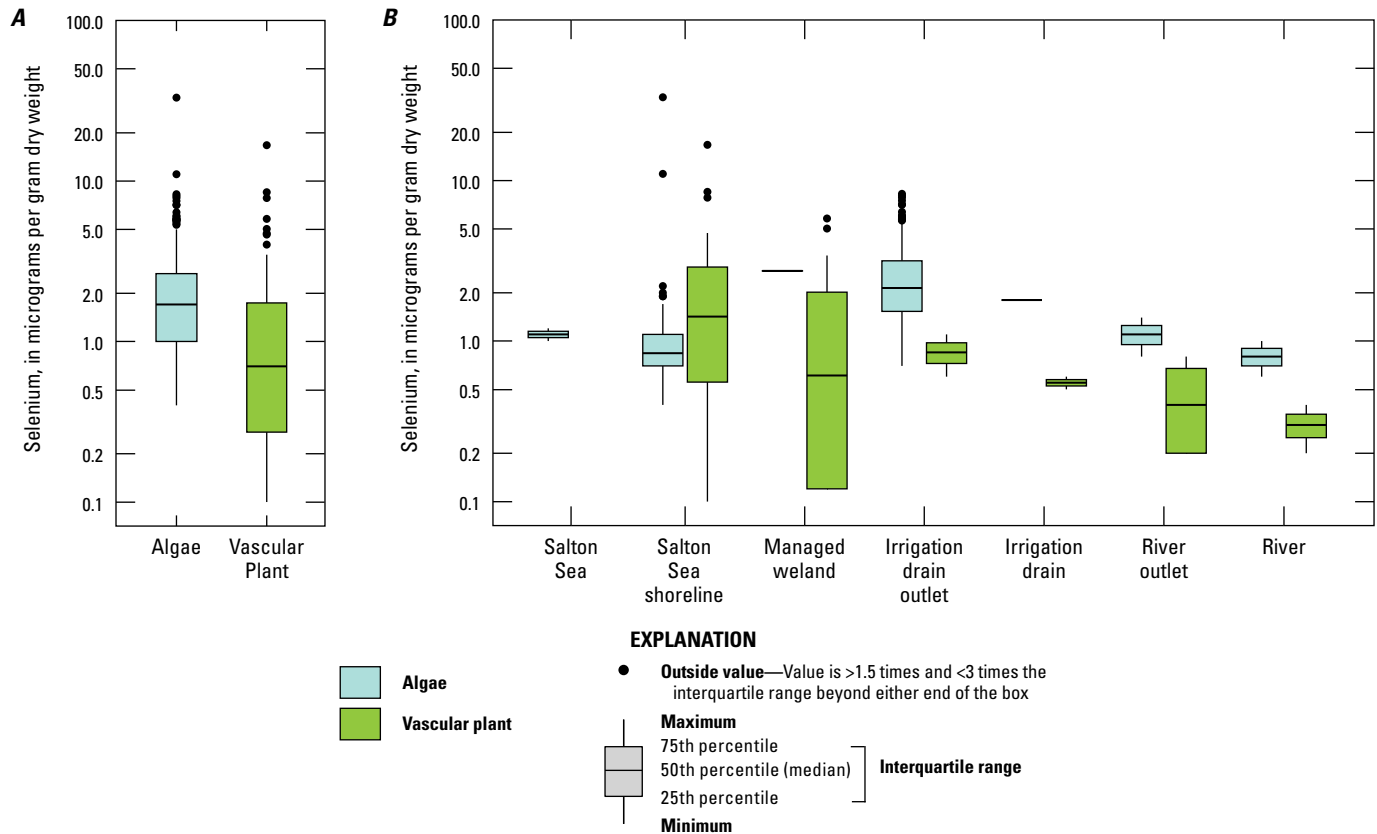 A
Selenium, in micrograms per gram dry weight
100.0
50.0
20.0
10.0
5.0
2.0
1.0
0.5
0.2
0.1
Algae
Vascular
Plant
B
Selenium, in micrograms per gram dry weight
100.0
50.0
20.0
10.0
5.0
2.0
1.0
0.5
0.2
0.1
Salton
Sea
Salton
Sea
shoreline
Managed
weland
Irrigation
drain
outlet
Irrigation
drain
River
outlet
River
EXPLANATION
Algae
Vascular plant
Outside value—Value is >1.5 times and <3 times the
interquartile range beyond either end of the box
Maximum
75th percentile
50th percentile (median)
25th percentile
Minimum
Interquartile range